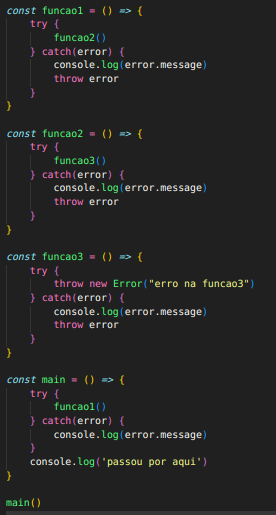 const funcao1 = () => {
    try {
        funcao2()
    } catch(error) {
        console.log(error.message)
        throw error
    }
}

const funcao2 = () => {
    try {
        funcao3()
    } catch(error) {
        console.log(error.message)
        throw error
    }
}

const funcao3 = () => {
    try {
        throw new Error("erro na funcao3")
    } catch(error) {
        console.log(error.message)
        throw error
    }
}

const main = () => {
    try {
        funcao1()
    } catch(error) {
        console.log(error.message)
    }
    console.log('passou por aqui')
}

main()